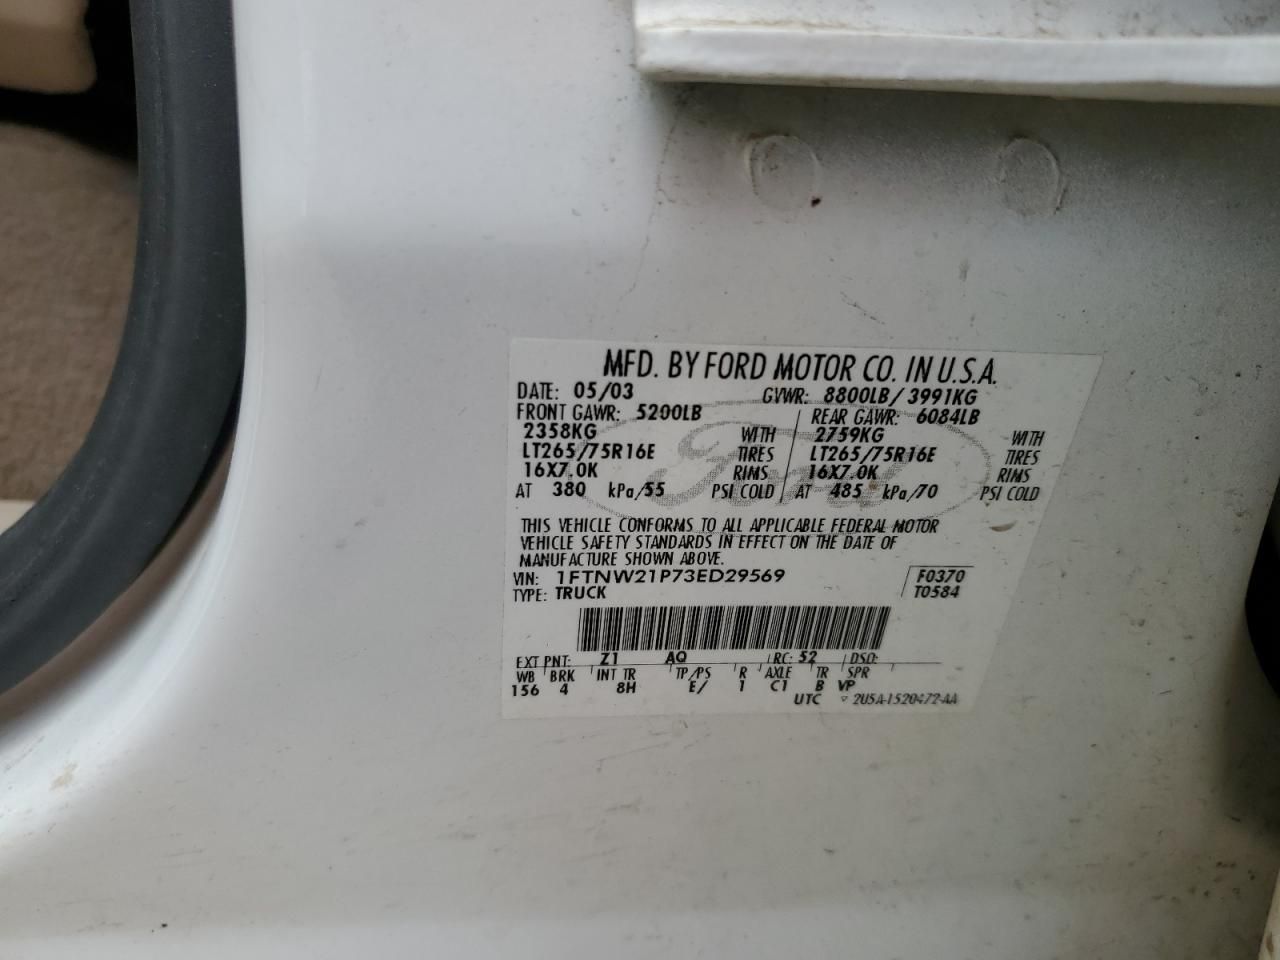 MFD. BY FORD MOTOR CO. IN U.S.A.
DATE: 05/03 GVWR: 8800LB/ 3991KG
FRONT GAWR: 5200LB REAR GAWR: 6084LB
2358KG WITH 2759KG WITH
LT265/75R16E TIRES LT265/75R16E TIRES
16X7.0K RIMS 16X7.0K RIMS
AT 380 kPa/55 PSI COLD AT 485 kPa/70 PSI COLD
Ford
THIS VEHICLE CONFORMS TO ALL APPLICABLE FEDERAL MOTOR
VEHICLE SAFETY STANDARDS IN EFFECT ON THE DATE OF
MANUFACTURE SHOWN ABOVE.
VIN: 1FTNW21P73ED29569 F0370
TYPE: TRUCK T0584
EXT PNT: Z1 AQ RC: 52 DSO:
WB BRK INT TR TP/PS R AXLE TR SPR
156 4 8H E/ 1 C1 B VP
UTC ▽ 2U5A-1520472-AA